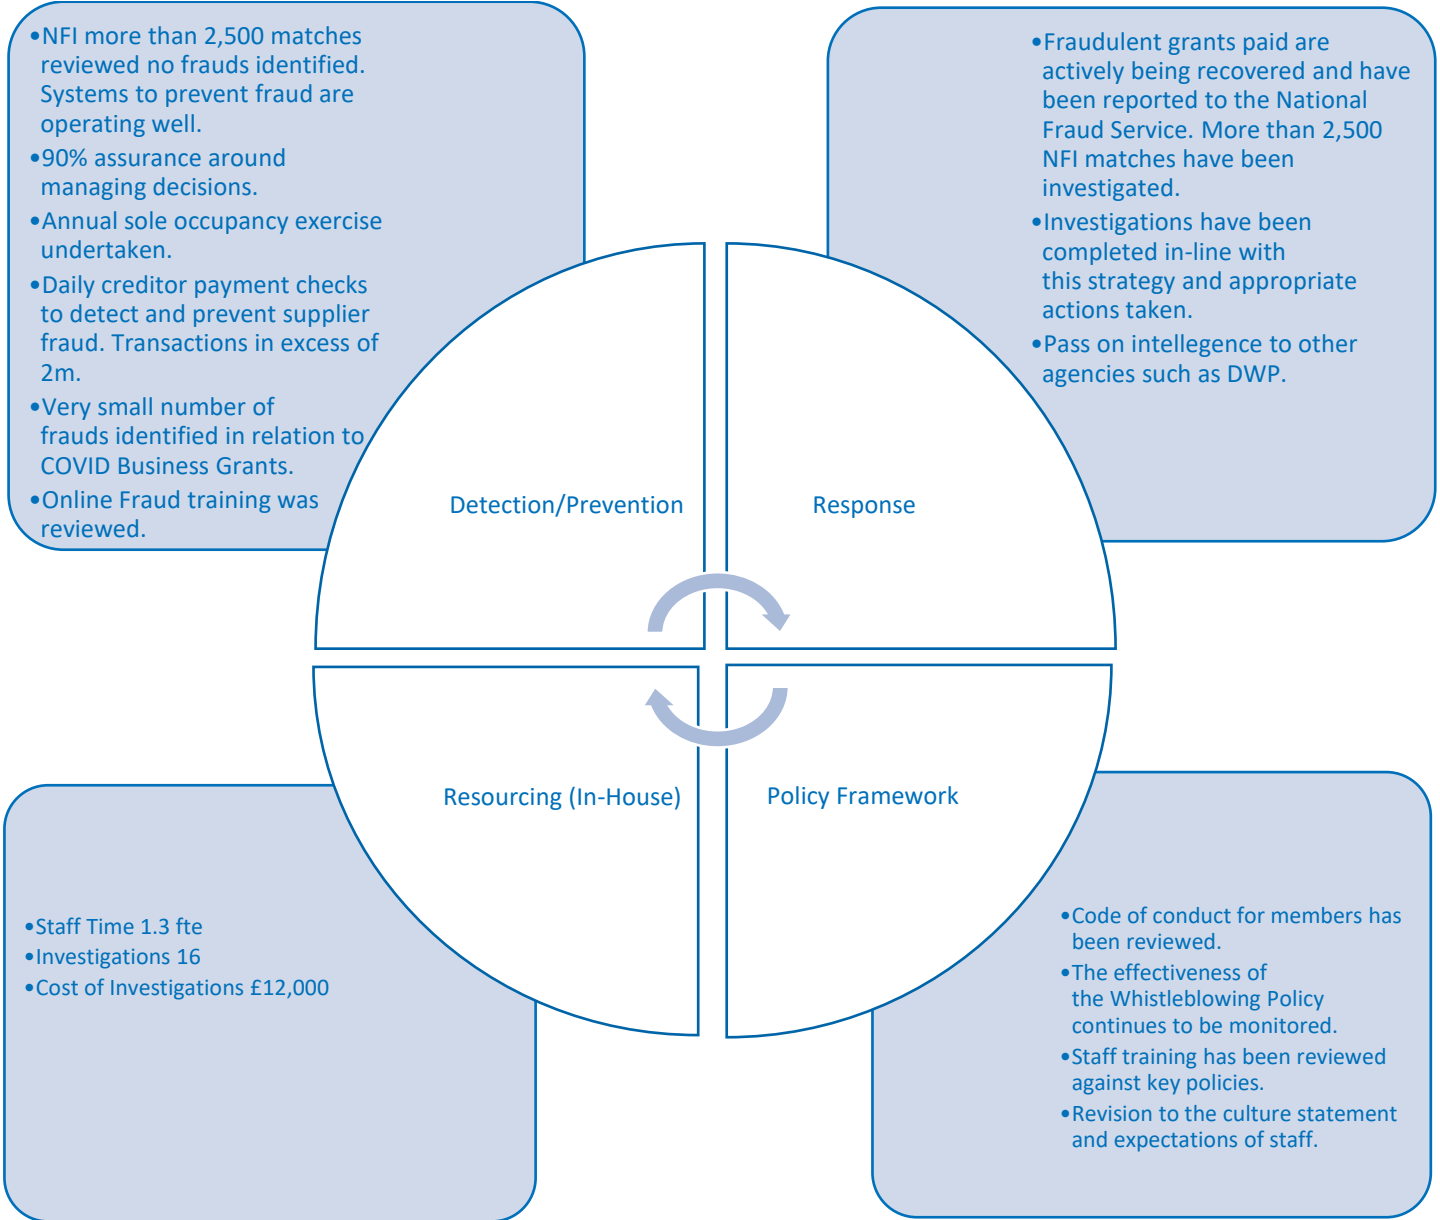 •NFI more than 2,500 matches
reviewed no frauds identified.
Systems to prevent fraud are
operating well.
•90% assurance around
managing decisions.
•Annual sole occupancy exercise
undertaken.
•Daily creditor payment checks
to detect and prevent supplier
fraud. Transactions in excess of
2m.
•Very small number of
frauds identified in relation to
COVID Business Grants.
•Online Fraud training was
reviewed.
•Fraudulent grants paid are
actively being recovered and have
been reported to the National
Fraud Service. More than 2,500
NFI matches have been
investigated.
•Investigations have been
completed in-line with
this strategy and appropriate
actions taken.
•Pass on intellegence to other
agencies such as DWP.
Detection/Prevention
Response
Resourcing (In-House)
Policy Framework
•Staff Time 1.3 fte
•Investigations 16
•Cost of Investigations £12,000
•Code of conduct for members has
been reviewed.
•The effectiveness of
the Whistleblowing Policy
continues to be monitored.
•Staff training has been reviewed
against key policies.
•Revision to the culture statement
and expectations of staff.